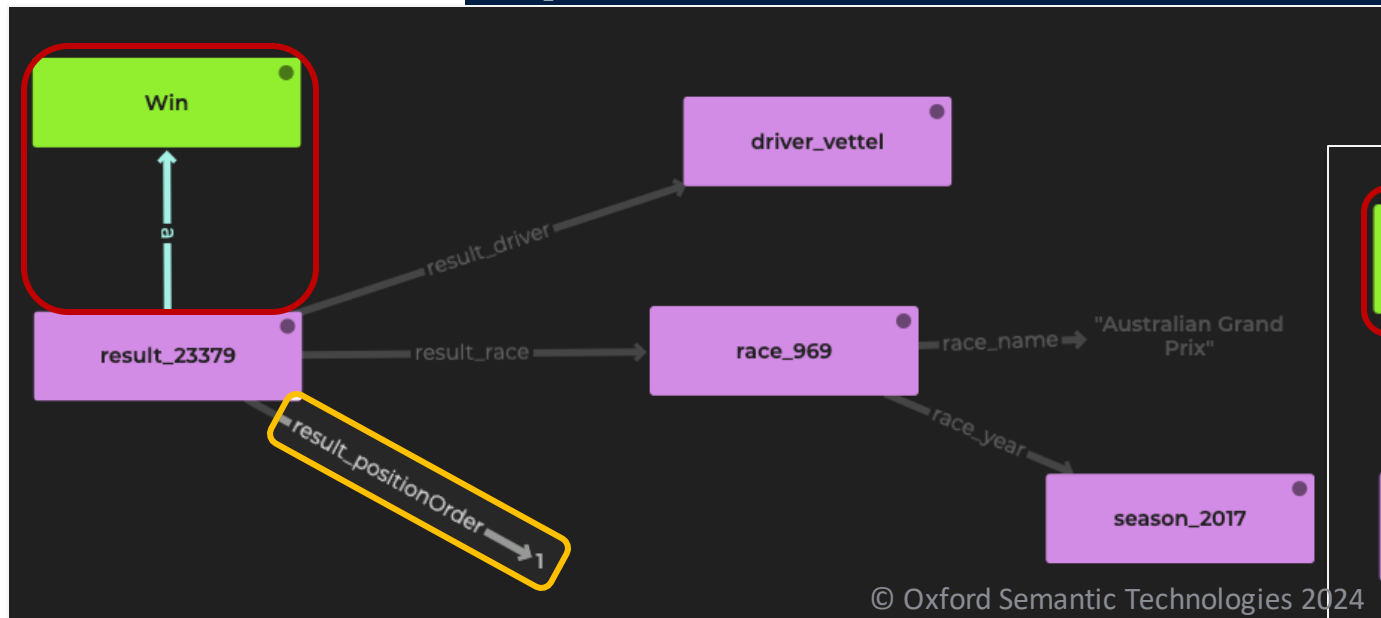 Win
driver_vettel
a
result_driver
result_23379
result_race
race_969
race_name
"Australian Grand
Prix"
result_positionOrder
1
race_year
season_2017
© Oxford Semantic Technologies 2024